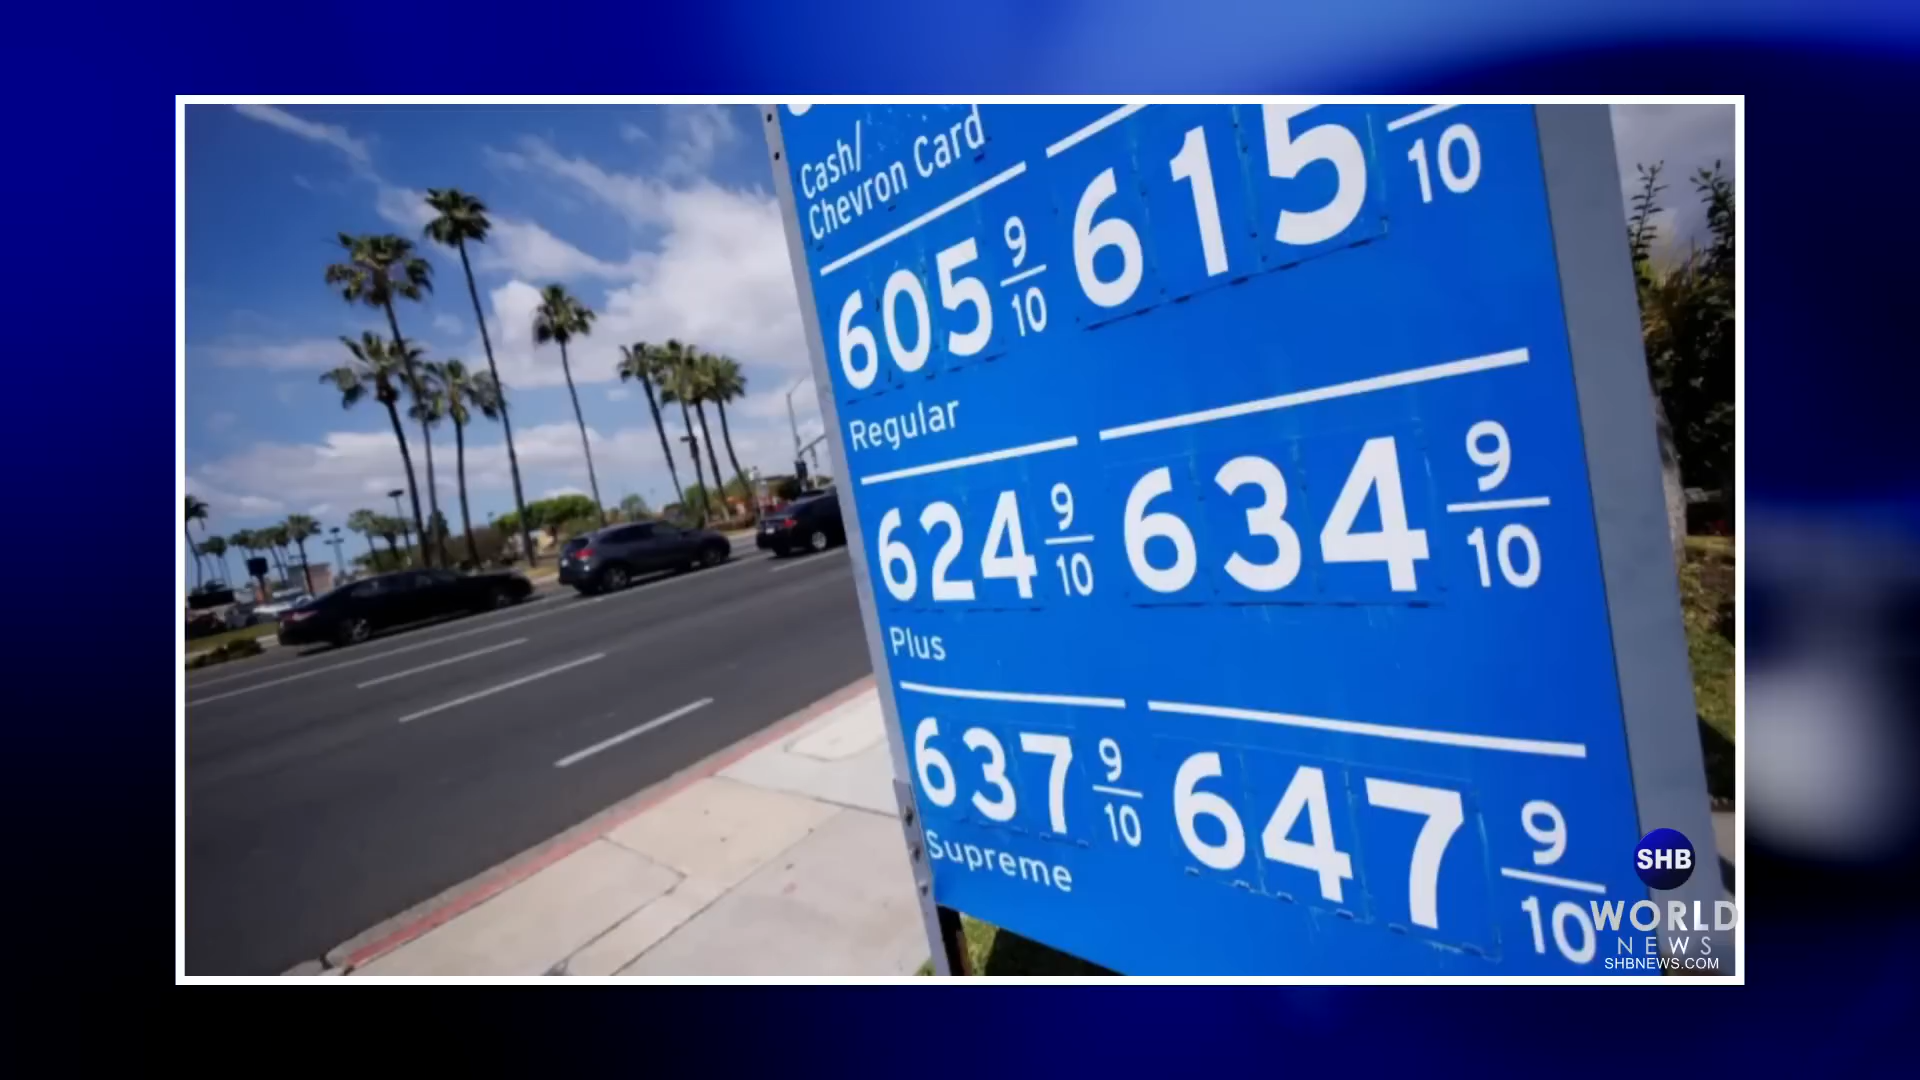 Cash/
Chevron Card
605 9/10 615 /10
Regular
624 9/10 634 9/10
Plus
637 9/10 647 9/10
Supreme
SHB
WORLD
NEWS
SHBNEWS.COM